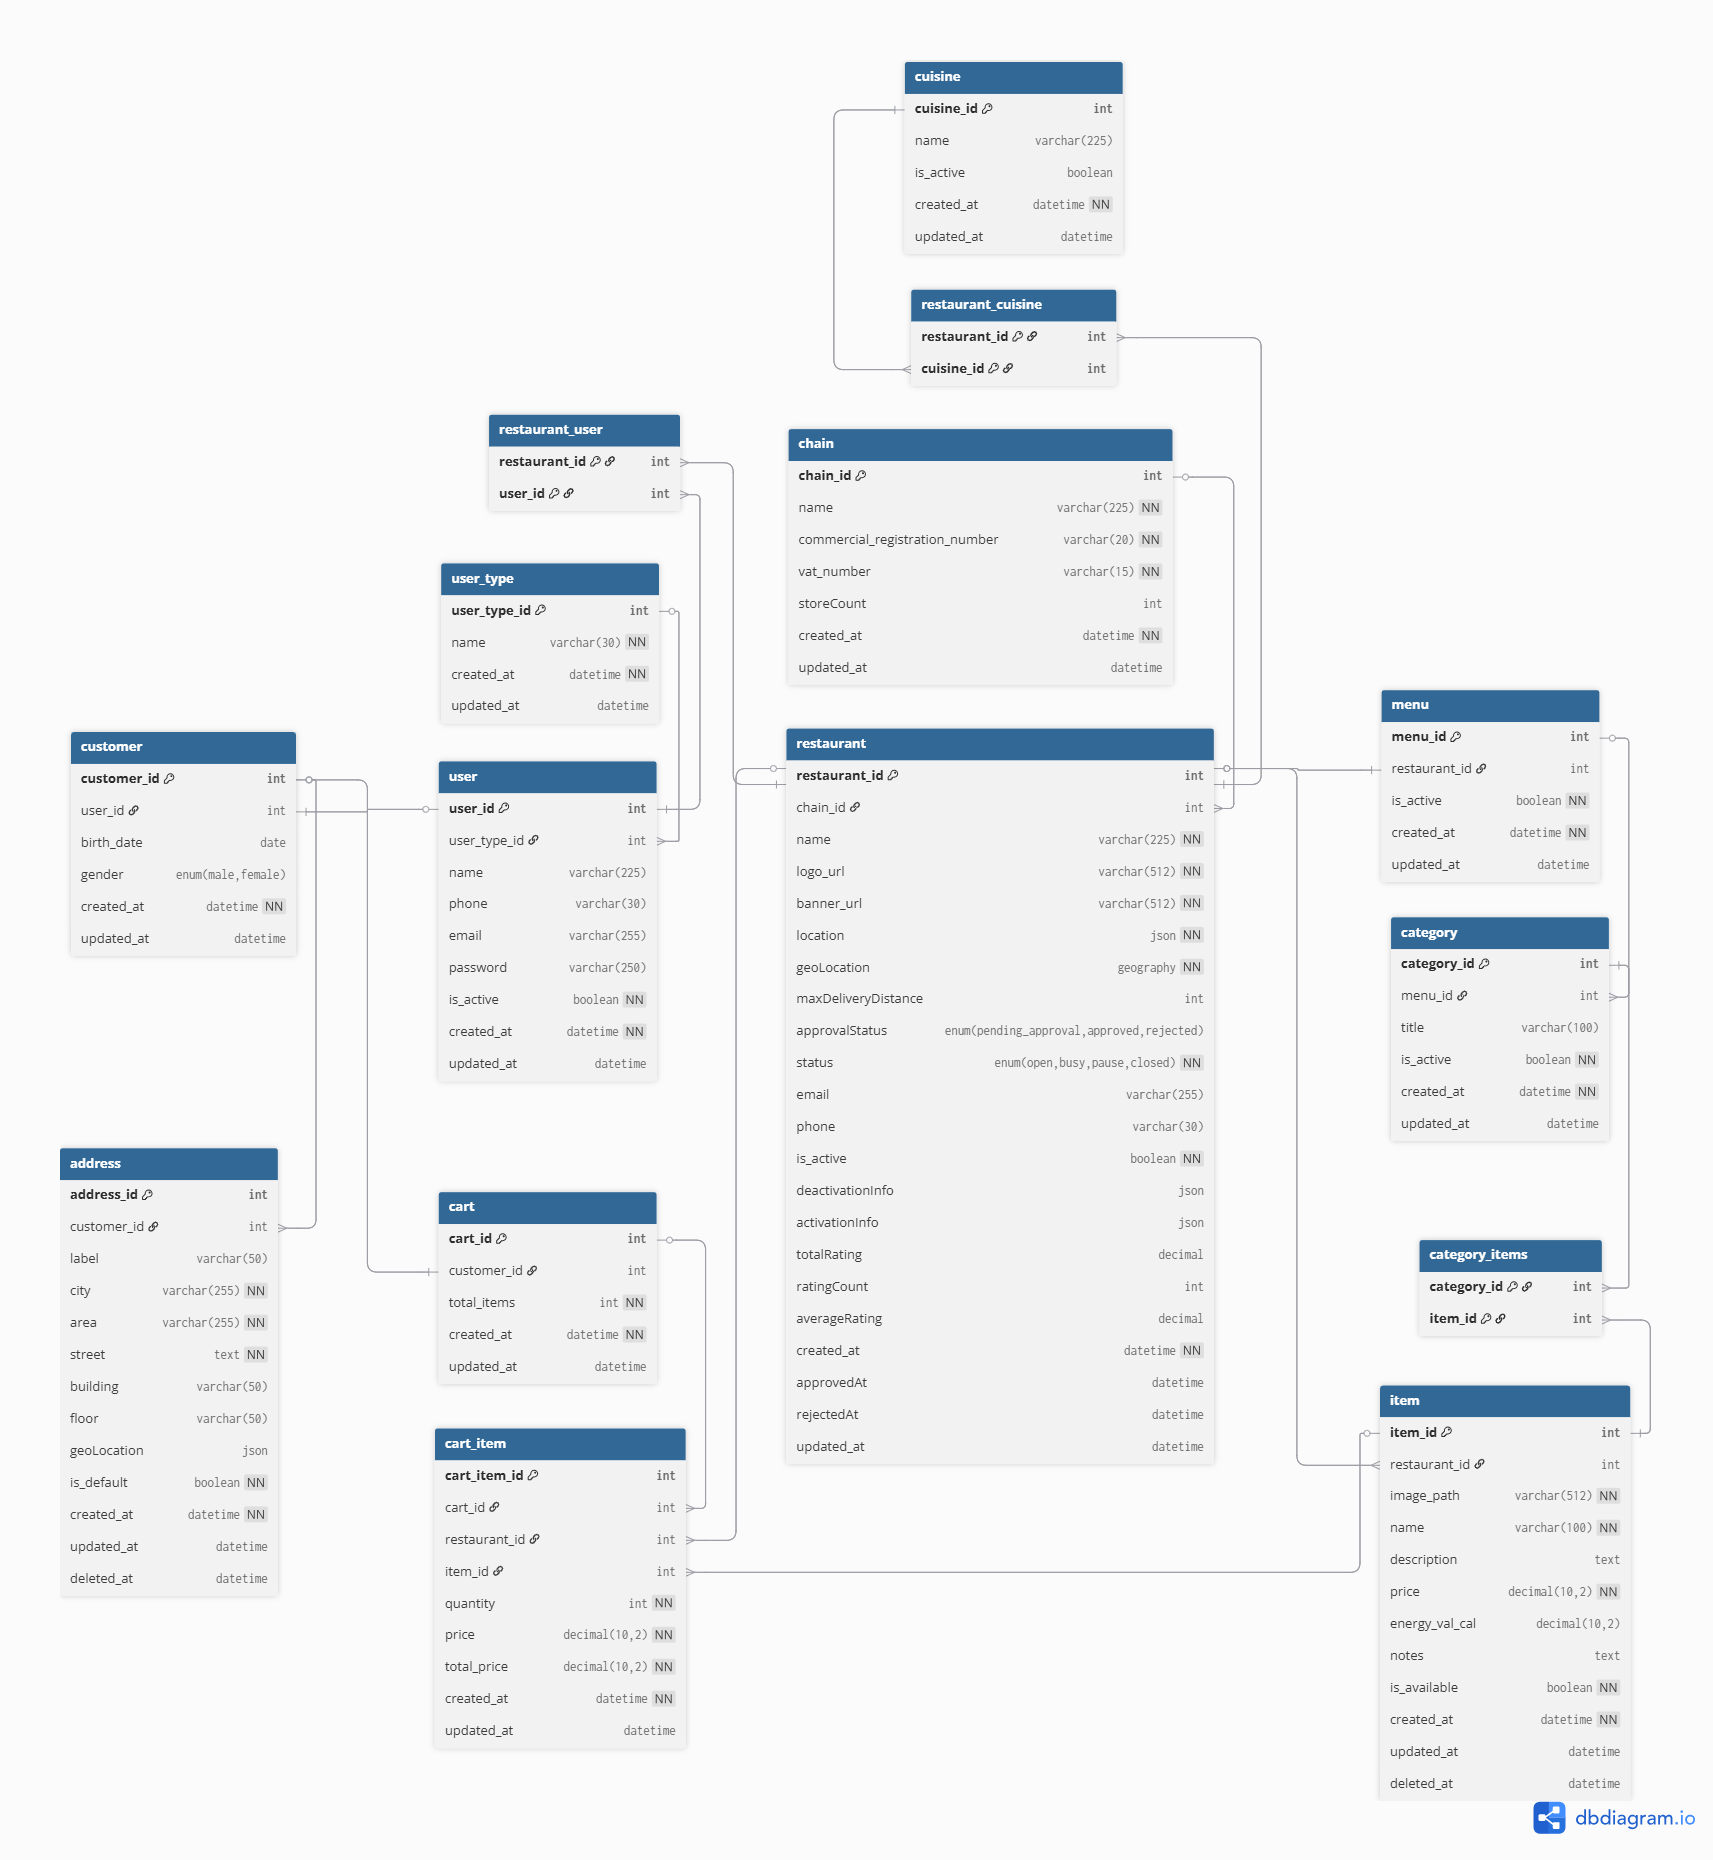 cuisine
cuisine_id int
name varchar(225)
is_active boolean
created_at datetime NN
updated_at datetime
restaurant_cuisine
restaurant_id int
cuisine_id int
restaurant_user
restaurant_id int
user_id int
chain
chain_id int
name varchar(225) NN
commercial_registration_number varchar(20) NN
vat_number varchar(15) NN
storeCount int
created_at datetime NN
updated_at datetime
user_type
user_type_id int
name varchar(30) NN
created_at datetime NN
updated_at datetime
customer
customer_id int
user_id int
birth_date date
gender enum(male,female)
created_at datetime NN
updated_at datetime
user
user_id int
user_type_id int
name varchar(225)
phone varchar(30)
email varchar(255)
password varchar(250)
is_active boolean NN
created_at datetime NN
updated_at datetime
restaurant
restaurant_id int
chain_id int
name varchar(225) NN
logo_url varchar(512) NN
banner_url varchar(512) NN
location json NN
geoLocation geography NN
maxDeliveryDistance int
approvalStatus enum(pending_approval,approved,rejected)
status enum(open,busy,pause,closed) NN
email varchar(255)
phone varchar(30)
is_active boolean NN
deactivationInfo json
activationInfo json
totalRating decimal
ratingCount int
averageRating decimal
created_at datetime NN
approvedAt datetime
rejectedAt datetime
updated_at datetime
menu
menu_id int
restaurant_id int
is_active boolean NN
created_at datetime NN
updated_at datetime
category
category_id int
menu_id int
title varchar(100)
is_active boolean NN
created_at datetime NN
updated_at datetime
address
address_id int
customer_id int
label varchar(50)
city varchar(255) NN
area varchar(255) NN
street text NN
building varchar(50)
floor varchar(50)
geoLocation json
is_default boolean NN
created_at datetime NN
updated_at datetime
deleted_at datetime
cart
cart_id int
customer_id int
total_items int NN
created_at datetime NN
updated_at datetime
cart_item
cart_item_id int
cart_id int
restaurant_id int
item_id int
quantity int NN
price decimal(10,2) NN
total_price decimal(10,2) NN
created_at datetime NN
updated_at datetime
category_items
category_id int
item_id int
item
item_id int
restaurant_id int
image_path varchar(512) NN
name varchar(100) NN
description text
price decimal(10,2) NN
energy_val_cal decimal(10,2)
notes text
is_available boolean NN
created_at datetime NN
updated_at datetime
deleted_at datetime
dbdiagram.io